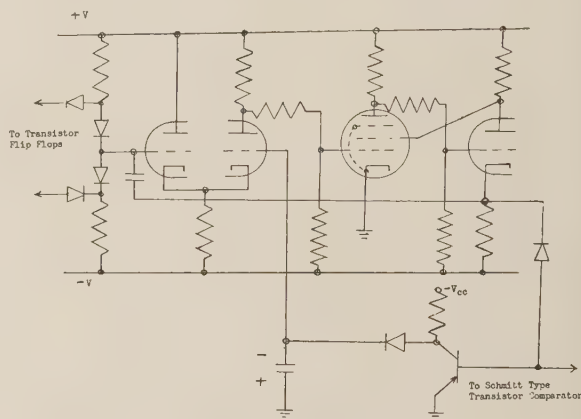 +V
To Transistor
Flip Flops
-V
-Vcc
-
+
To Schmitt Type
Transistor Comparator